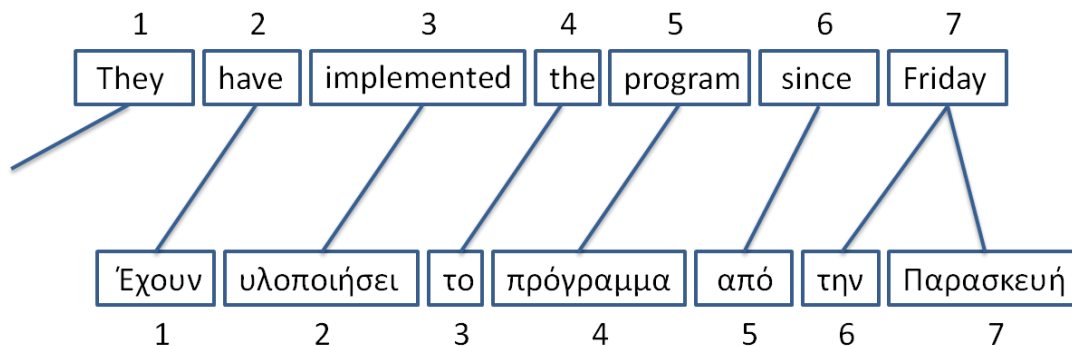 1 2 3 4 5 6 7
They have implemented the program since Friday
Έχουν υλοποιήσει το πρόγραμμα από την Παρασκευή
1 2 3 4 5 6 7